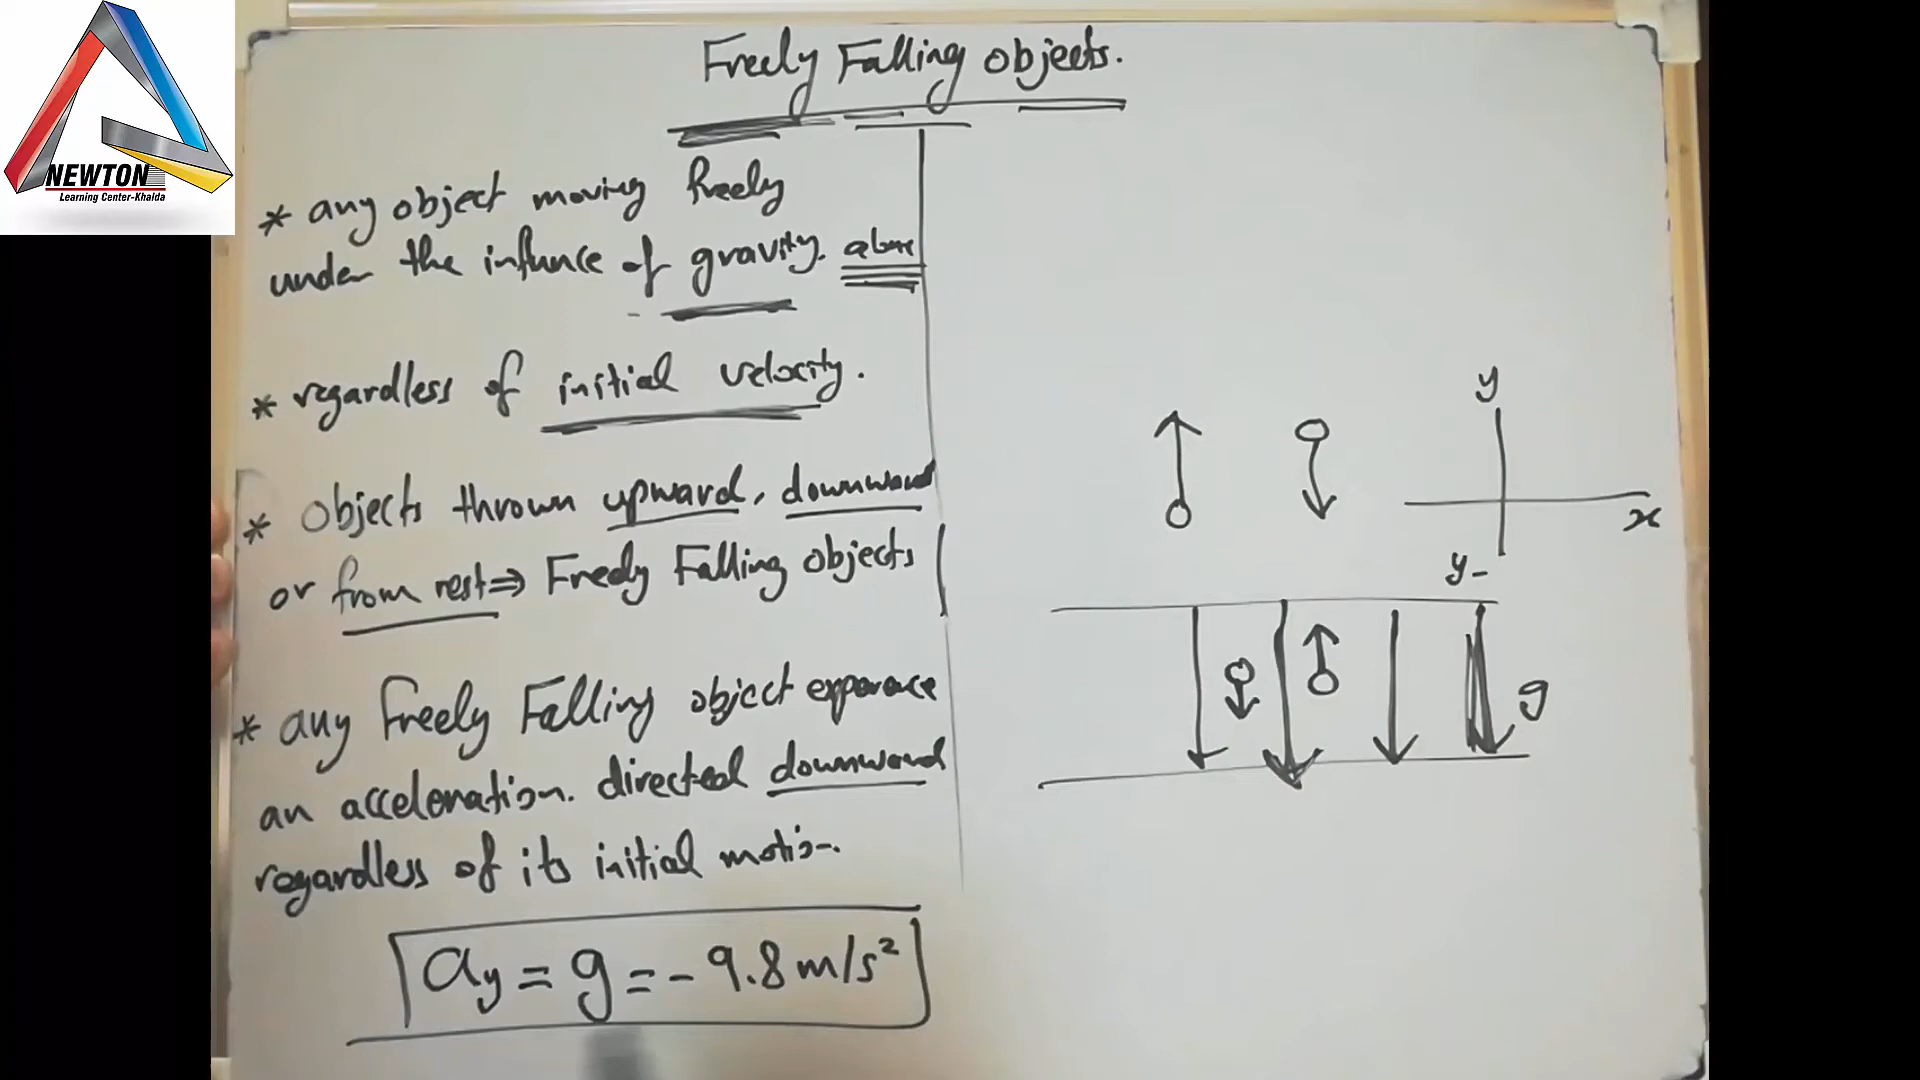 NEWTON
Learning Center-Khalda
Freely Falling objects.
* any object moving freely
under the influnce of gravity. alone
* regardless of initial velocity.
* Objects thrown upward, downward
or from rest ⇒ Freely Falling objects
* any Freely Falling object experence
an acceleration. directed downward
regardless of its initial motion.
ay = g = - 9.8 m/s²
y
x
y-
g